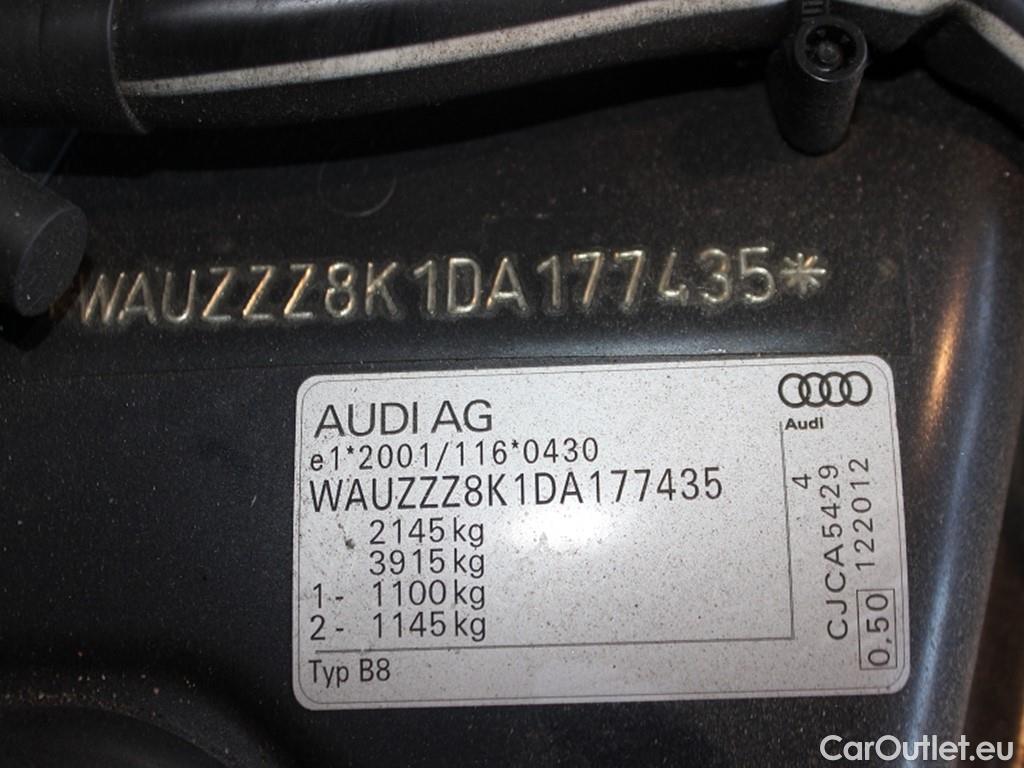 WAUZZZ8K1DA177435*
AUDI AG
Audi
e1*2001/116*0430
WAUZZZ8K1DA177435
2145 kg
3915 kg
1- 1100 kg
2- 1145 kg
Typ B8
4
CJCA5429
122012
0,50
CarOutlet.eu